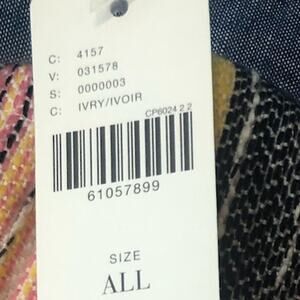 C: 4157
V: 031578
S: 0000003
C: IVRY/IVOIR
CP6024 2.2
61057899
SIZE
ALL